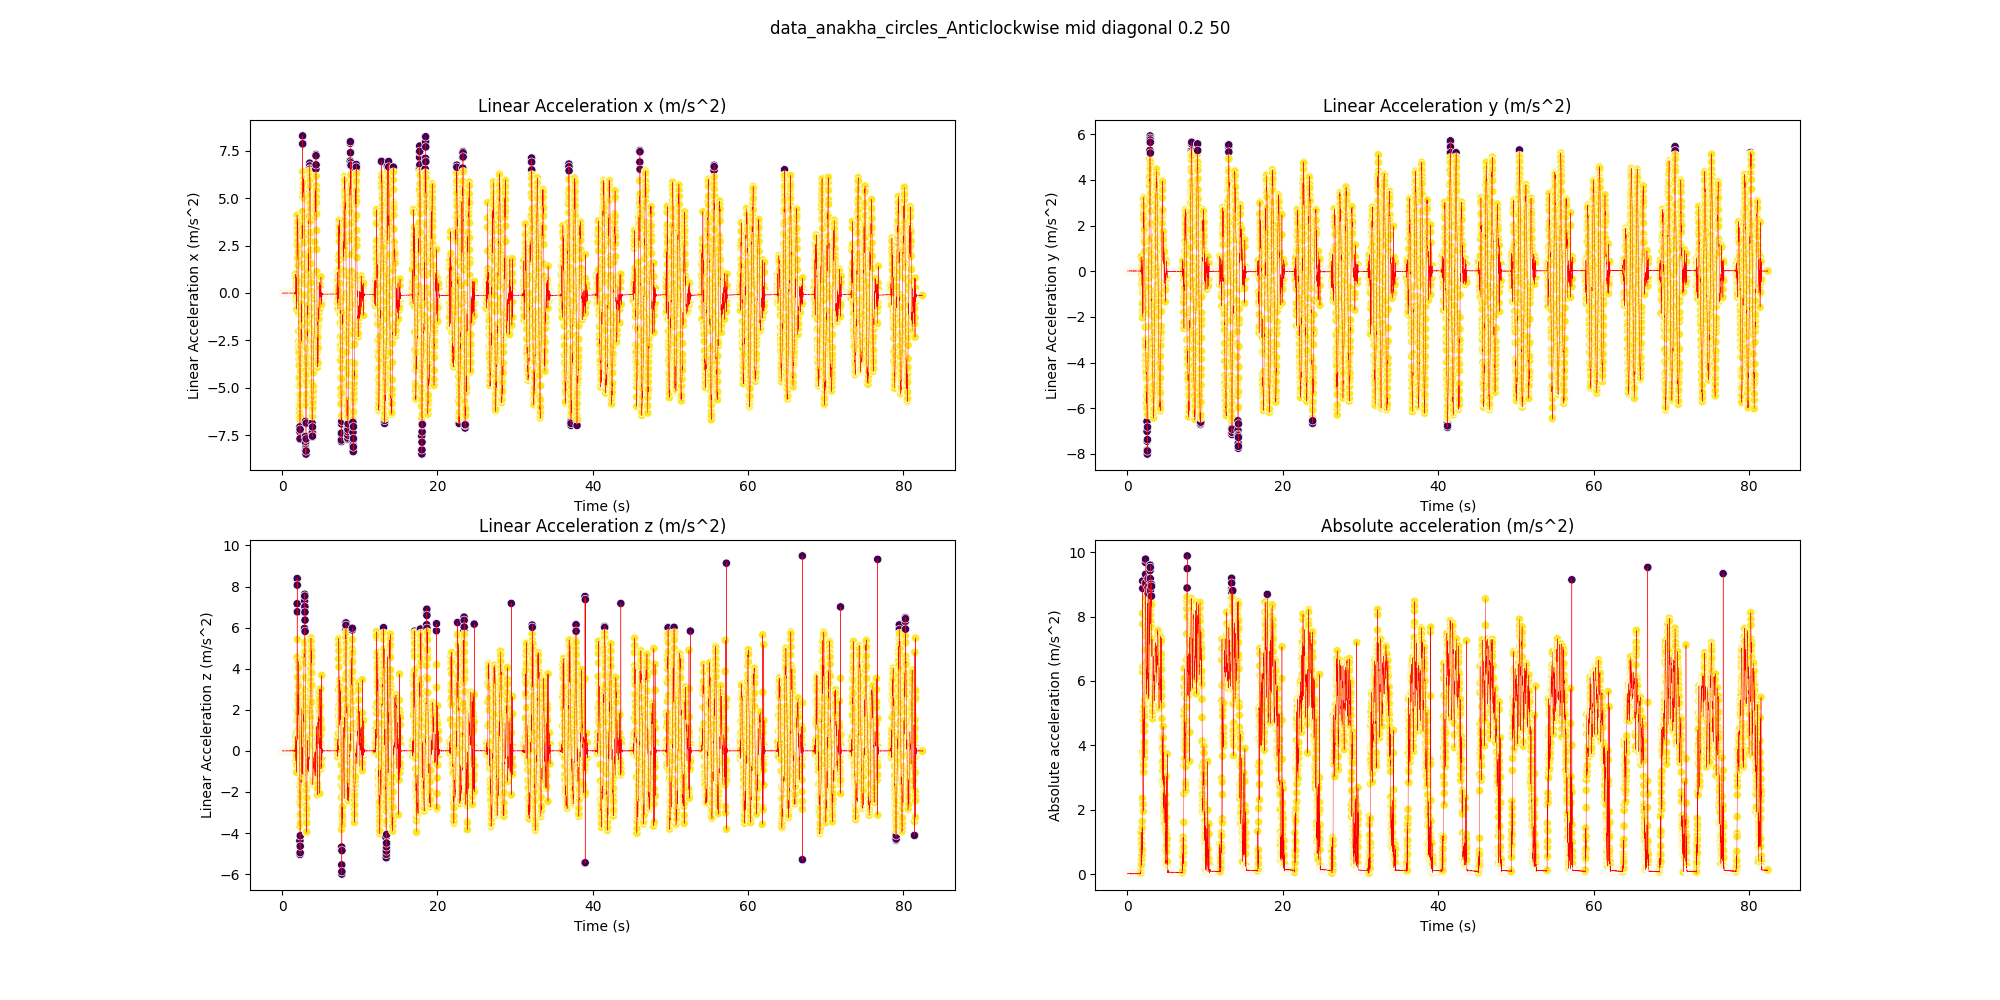 data_anakha_circles_Anticlockwise mid diagonal 0.2 50
Linear Acceleration x (m/s^2)
Linear Acceleration x (m/s^2)
7.5
5.0
2.5
0.0
−2.5
−5.0
−7.5
0 20 40 60 80
Time (s)
Linear Acceleration y (m/s^2)
Linear Acceleration y (m/s^2)
6
4
2
0
−2
−4
−6
−8
0 20 40 60 80
Time (s)
Linear Acceleration z (m/s^2)
Linear Acceleration z (m/s^2)
10
8
6
4
2
0
−2
−4
−6
0 20 40 60 80
Time (s)
Absolute acceleration (m/s^2)
Absolute acceleration (m/s^2)
10
8
6
4
2
0
0 20 40 60 80
Time (s)